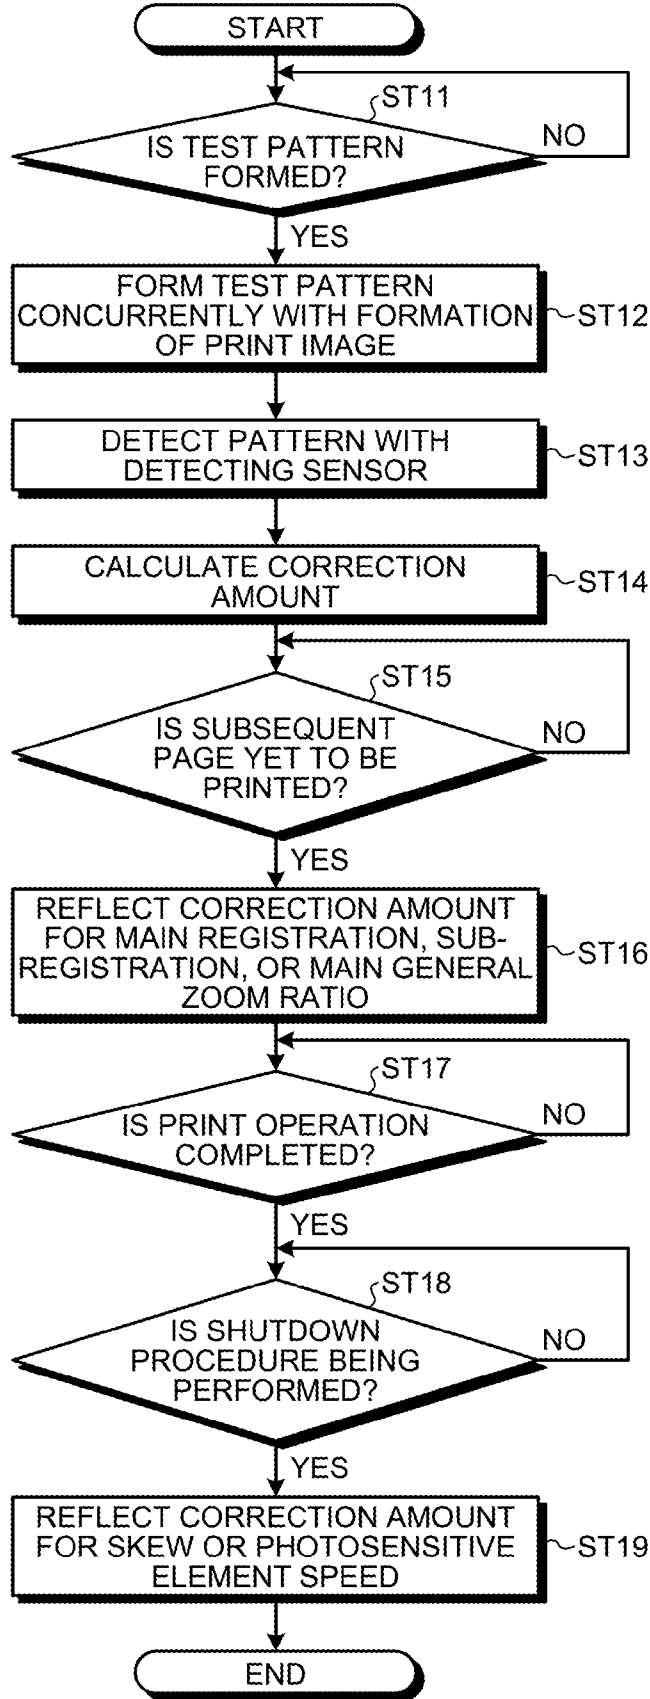 START
ST11
IS TEST PATTERN
FORMED?
NO
YES
FORM TEST PATTERN
CONCURRENTLY WITH FORMATION
OF PRINT IMAGE
ST12
DETECT PATTERN WITH
DETECTING SENSOR
ST13
CALCULATE CORRECTION
AMOUNT
ST14
ST15
IS SUBSEQUENT
PAGE YET TO BE
PRINTED?
NO
YES
REFLECT CORRECTION AMOUNT
FOR MAIN REGISTRATION, SUB-
REGISTRATION, OR MAIN GENERAL
ZOOM RATIO
ST16
ST17
IS PRINT OPERATION
COMPLETED?
NO
YES
ST18
IS SHUTDOWN
PROCEDURE BEING
PERFORMED?
NO
YES
REFLECT CORRECTION AMOUNT
FOR SKEW OR PHOTOSENSITIVE
ELEMENT SPEED
ST19
END